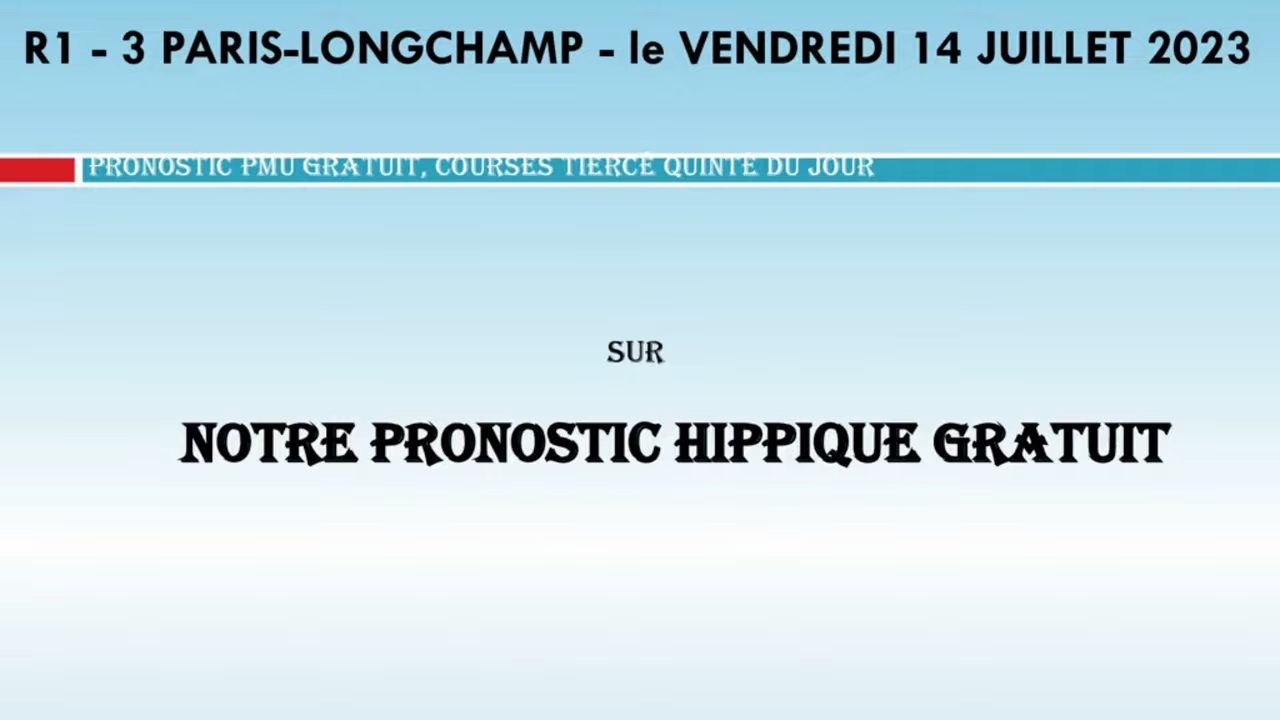 R1 - 3 PARIS-LONGCHAMP - le VENDREDI 14 JUILLET 2023
PRONOSTIC PMU GRATUIT, COURSES TIERCÉ QUINTÉ DU JOUR
SUR
NOTRE PRONOSTIC HIPPIQUE GRATUIT